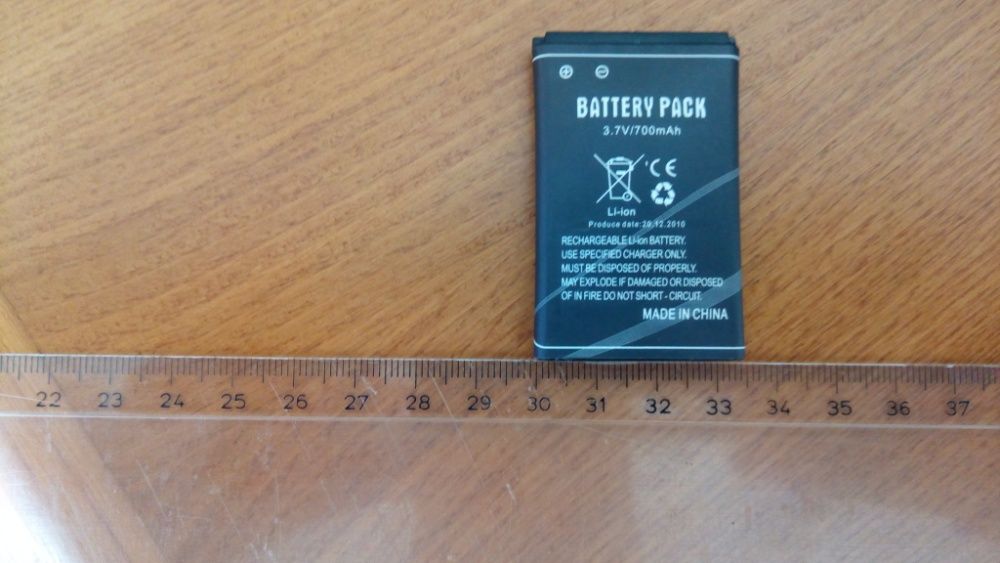 BATTERY PACK
3.7V/700mAh
CE
Li-ion
Produce date:29.12.2010
RECHARGEABLE Li-ion BATTERY.
USE SPECIFIED CHARGER ONLY.
MUST BE DISPOSED OF PROPERLY.
MAY EXPLODE IF DAMAGED OR DISPOSED
OF IN FIRE DO NOT SHORT - CIRCUIT.
MADE IN CHINA
22 23 24 25 26 27 28 29 30 31 32 33 34 35 36 37